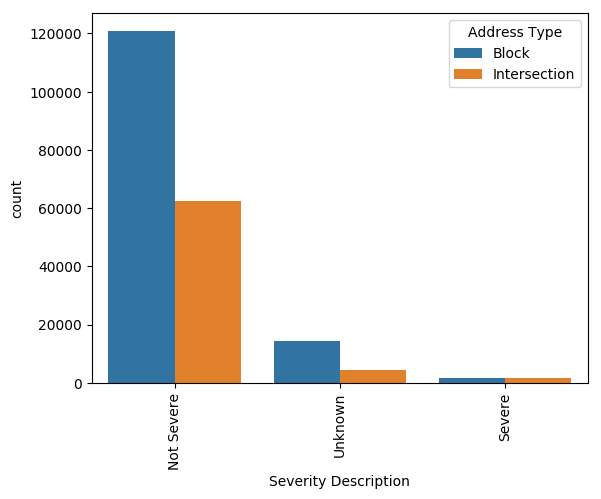 Address Type
Block
Intersection
120000
100000
80000
60000
40000
20000
0
count
Not Severe
Unknown
Severe
Severity Description